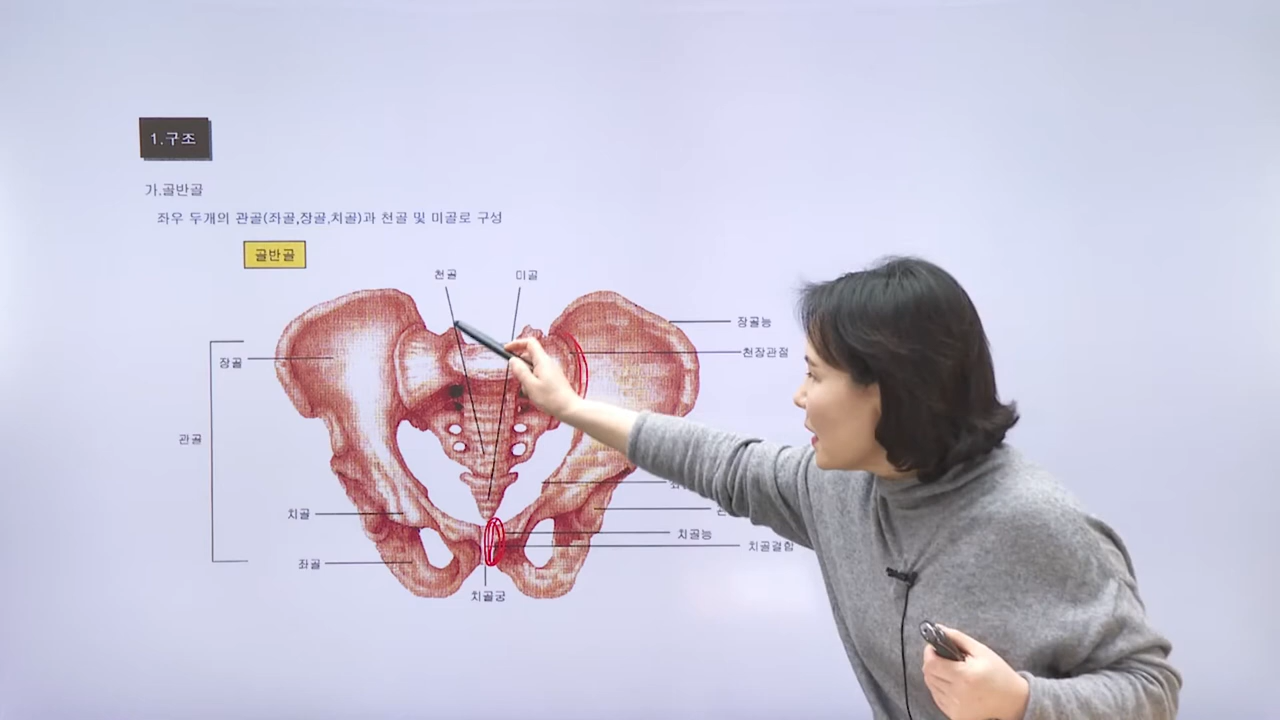 1.구조
가.골반골
좌우 두개의 관골(좌골,장골,치골)과 천골 및 미골로 구성
골반골
천골
미골
장골능
천장관절
장골
관골
치골
치골능
치골결합
좌골
치골궁